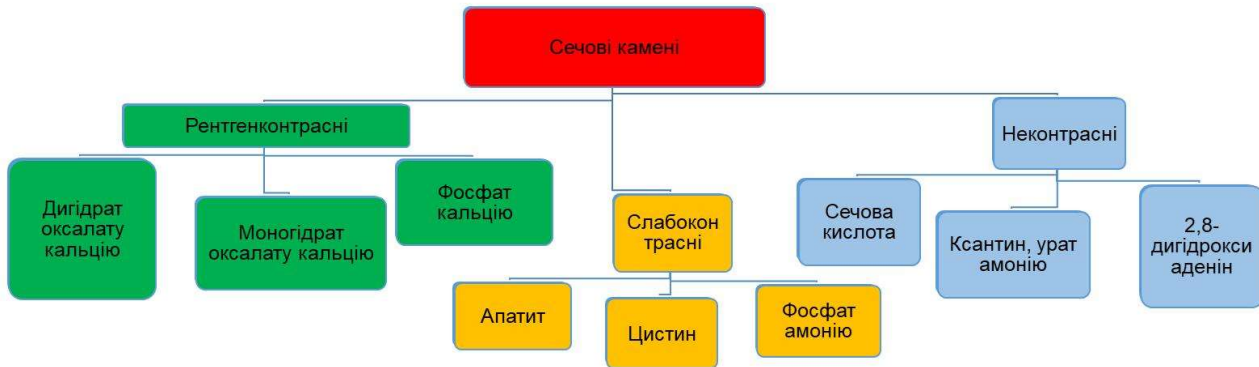 Сечові камені
Рентгенконтрасні
Неконтрасні
Дигідрат
оксалату
кальцію
Моногідрат
оксалату кальцію
Фосфат
кальцію
Слабокон
трасні
Сечова
кислота
Ксантин, урат
амонію
2,8-
дигідрокси
аденін
Апатит
Цистин
Фосфат
амонію